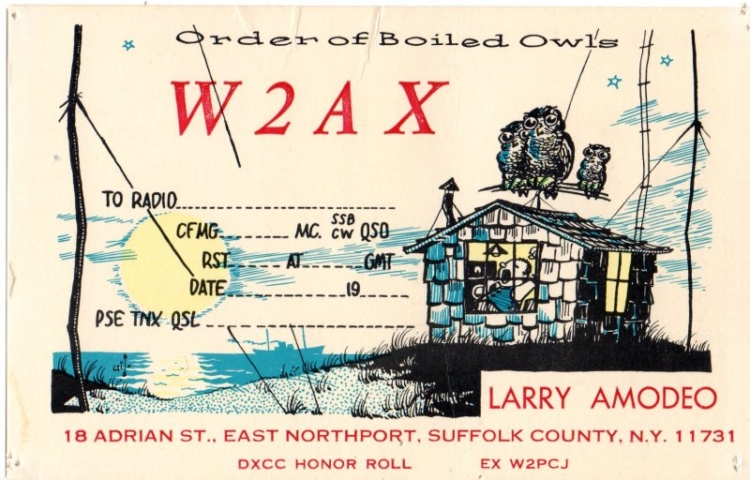 Order of Boiled Owls
W2AX
TO RADIO
CFMG MC. SSB CW QSO
RST AT GMT
DATE 19
PSE TNX QSL
LARRY AMODEO
18 ADRIAN ST., EAST NORTHPORT, SUFFOLK COUNTY, N.Y. 11731
DXCC HONOR ROLL EX W2PCJ